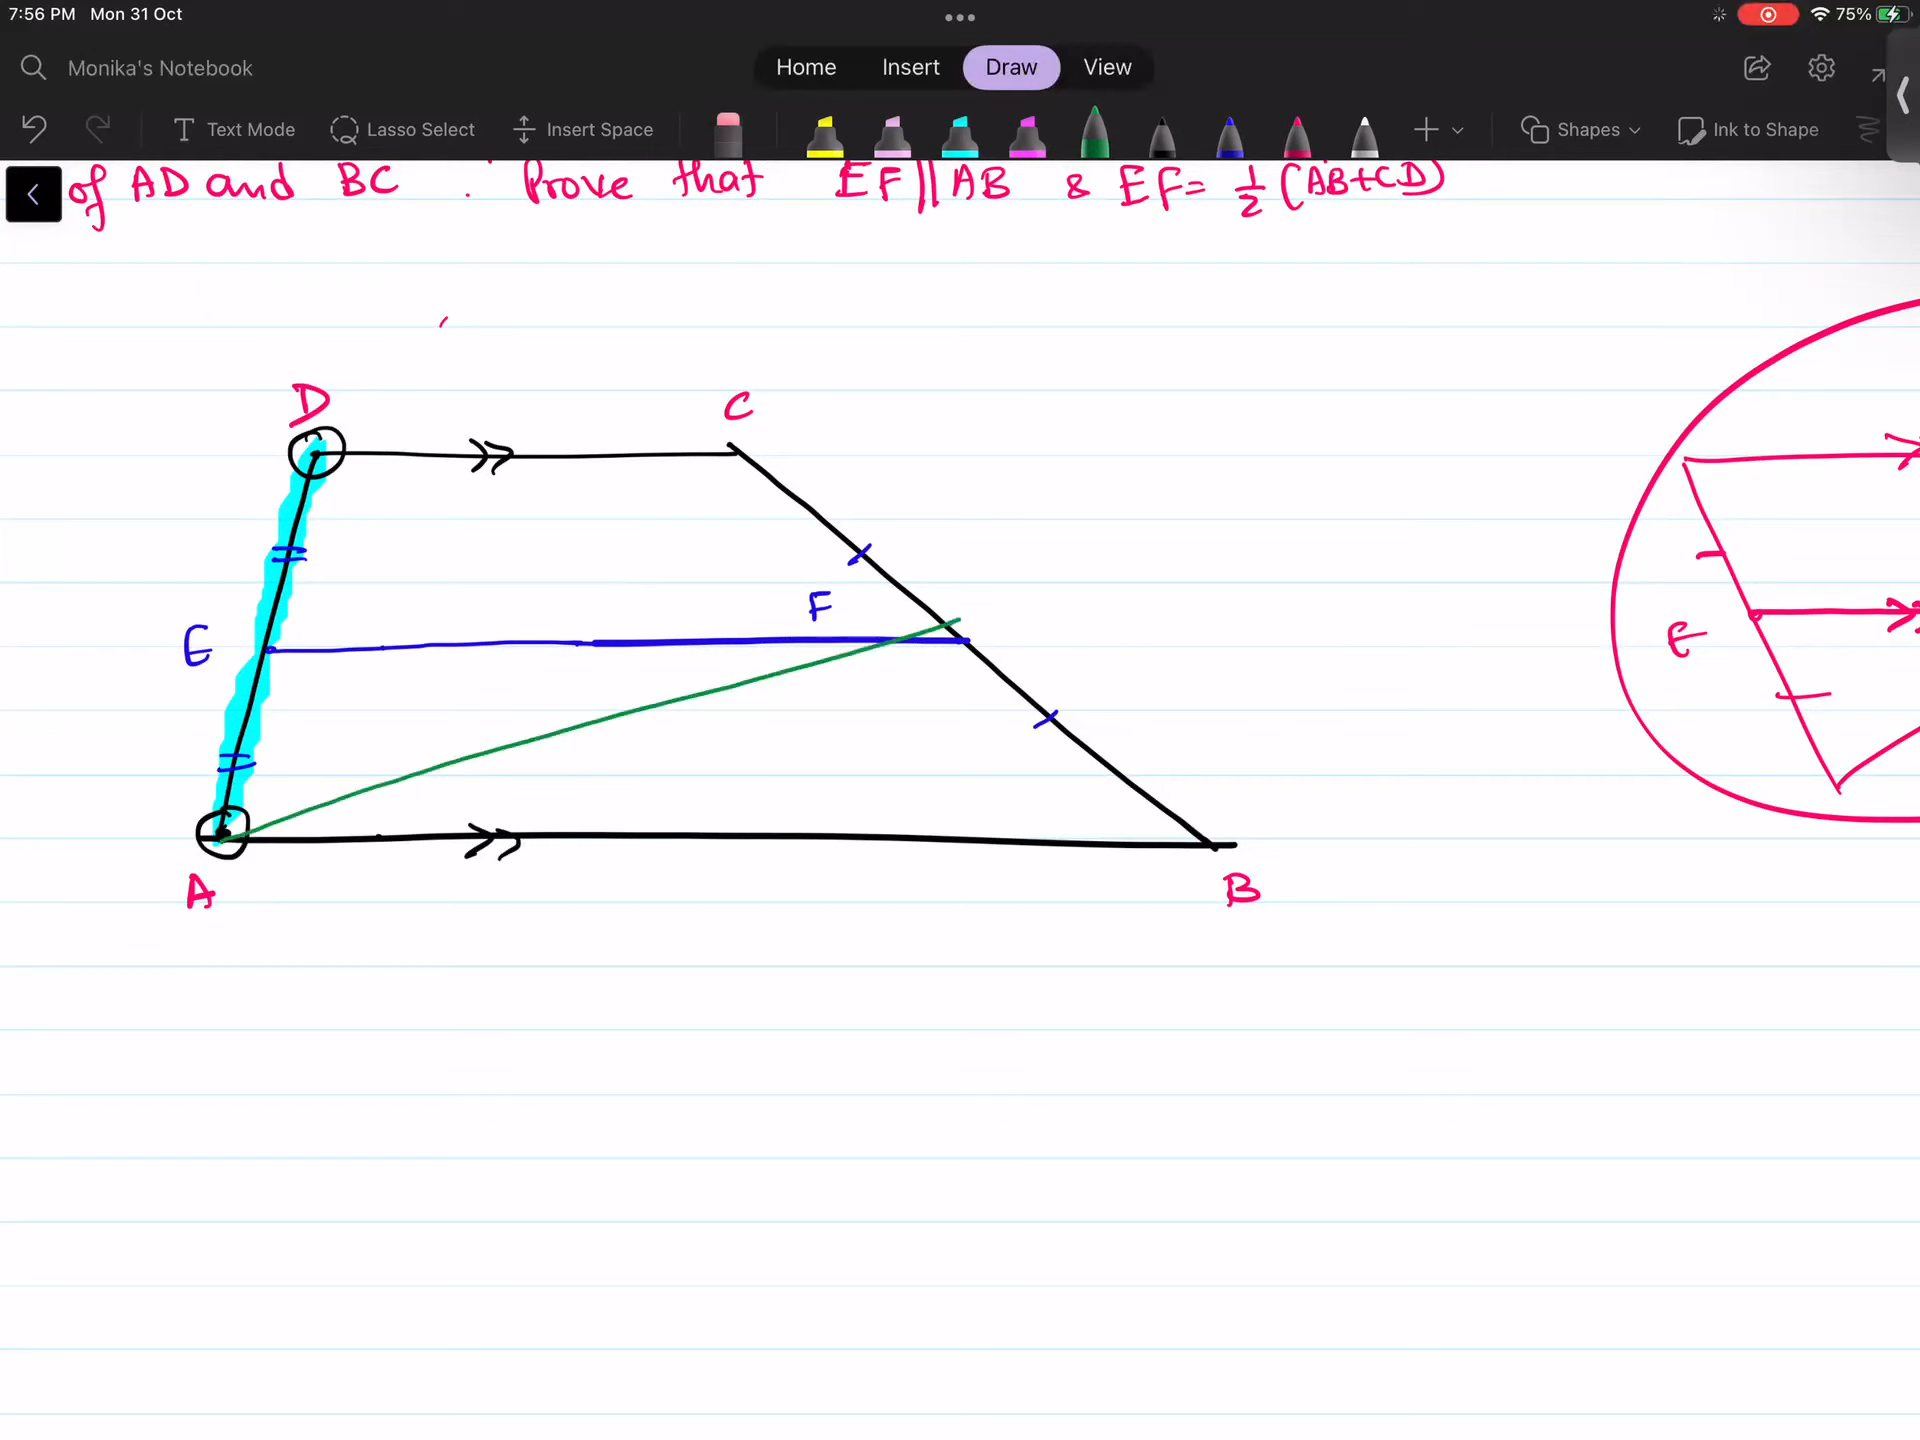 7:56 PM Mon 31 Oct
75%
Monika's Notebook
Home Insert Draw View
Text Mode Lasso Select Insert Space Shapes Ink to Shape
of AD and BC . Prove that EF||AB & EF= 1/2 (AB+CD)
D
C
F
E
E
A
B